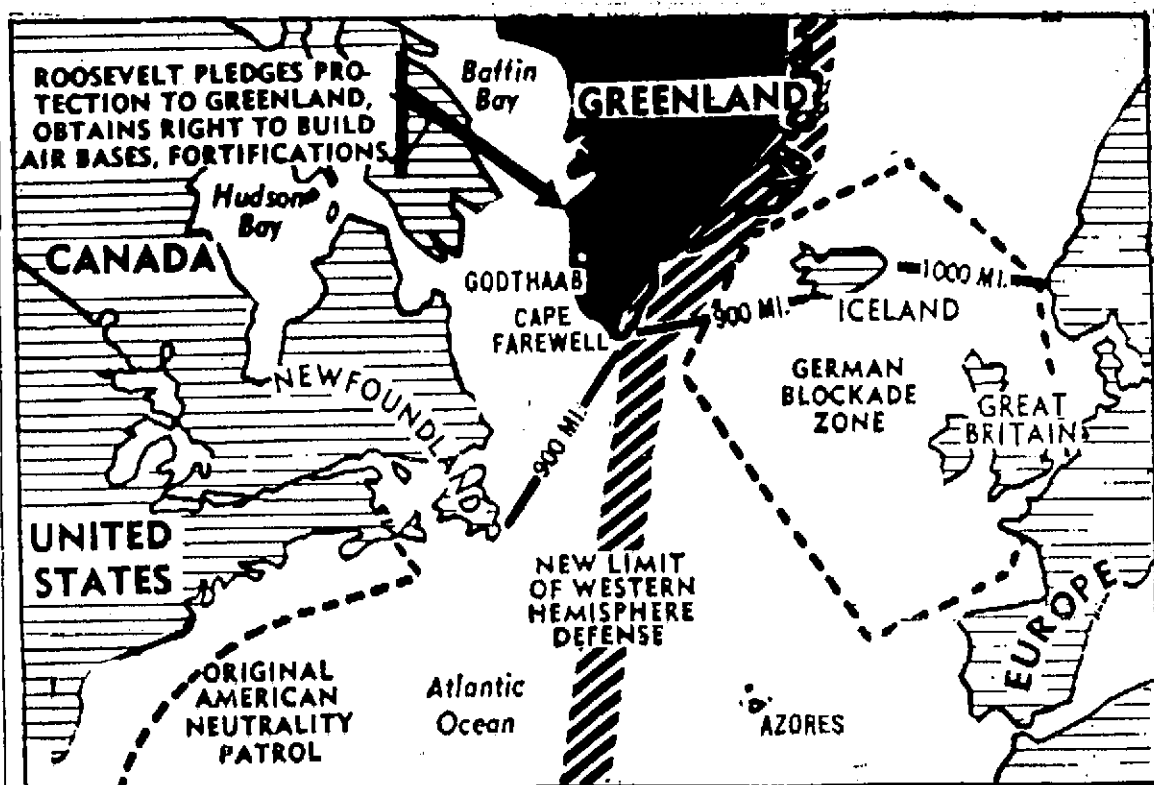 ROOSEVELT PLEDGES PRO-
TECTION TO GREENLAND,
OBTAINS RIGHT TO BUILD
AIR BASES, FORTIFICATIONS
Baffin
Bay
GREENLAND
Hudson
Bay
CANADA
GODTHAAB
CAPE
FAREWELL
900 MI.
1000 MI.
ICELAND
NEWFOUNDLAND
900 MI.
GERMAN
BLOCKADE
ZONE
GREAT
BRITAIN
UNITED
STATES
NEW LIMIT
OF WESTERN
HEMISPHERE
DEFENSE
EUROPE
ORIGINAL
AMERICAN
NEUTRALITY
PATROL
Atlantic
Ocean
AZORES